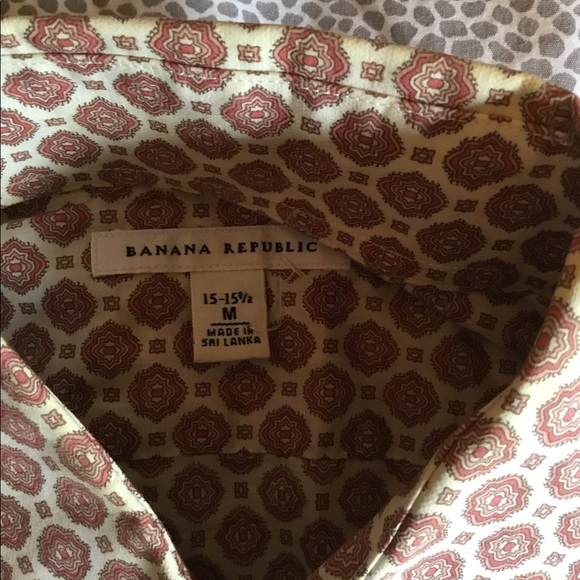 BANANA REPUBLIC
15-15½
M
MADE IN
SRI LANKA